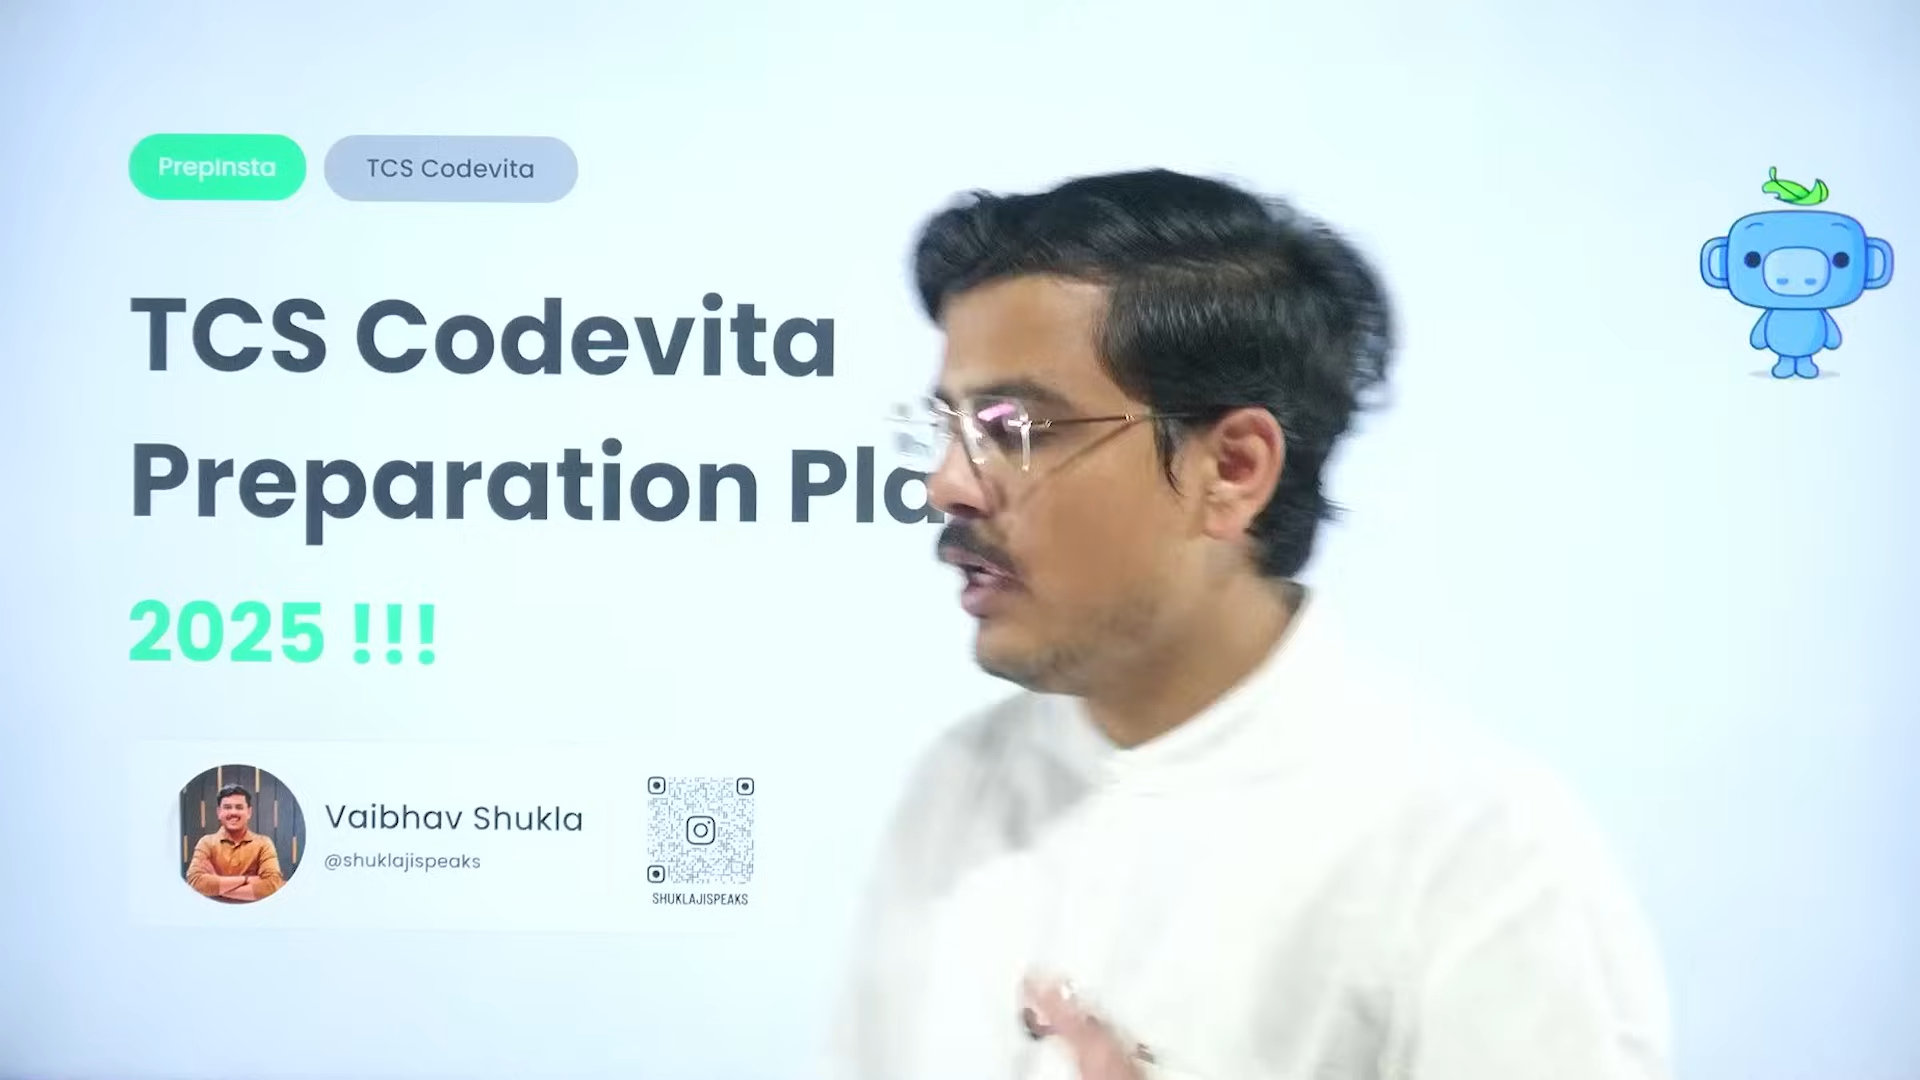 PrepInsta
TCS Codevita
TCS Codevita
Preparation Pla
2025 !!!
Vaibhav Shukla
@shuklajispeaks
SHUKLAJISPEAKS